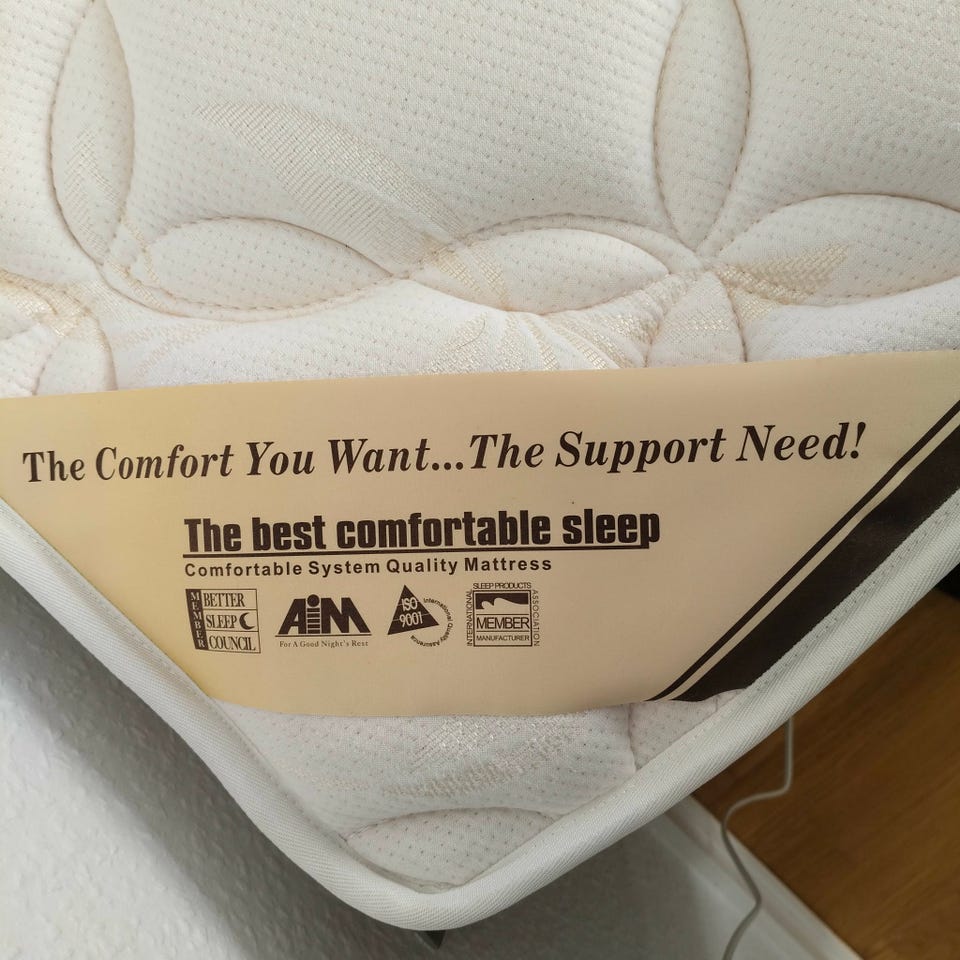 The Comfort You Want...The Support Need!
The best comfortable sleep
Comfortable System Quality Mattress
MEMBER
BETTER
SLEEP
COUNCIL
AIM
For A Good Night's Rest
ISO
9001
International Quality Assurance
INTERNATIONAL
SLEEP PRODUCTS
ASSOCIATION
MEMBER
MANUFACTURER